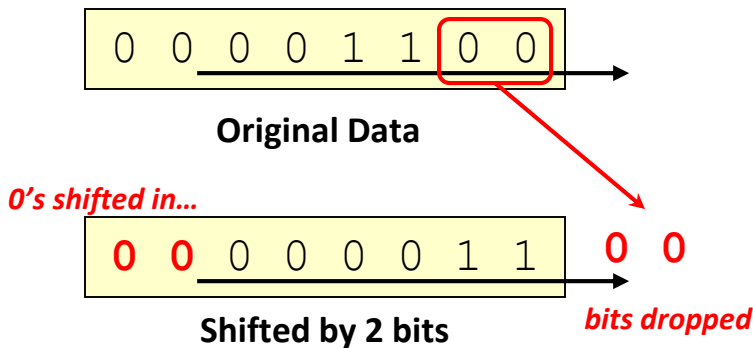 0 0 0 0 1 1 0 0
Original Data
0's shifted in…
0 0 0 0 0 0 1 1 0 0
bits dropped
Shifted by 2 bits